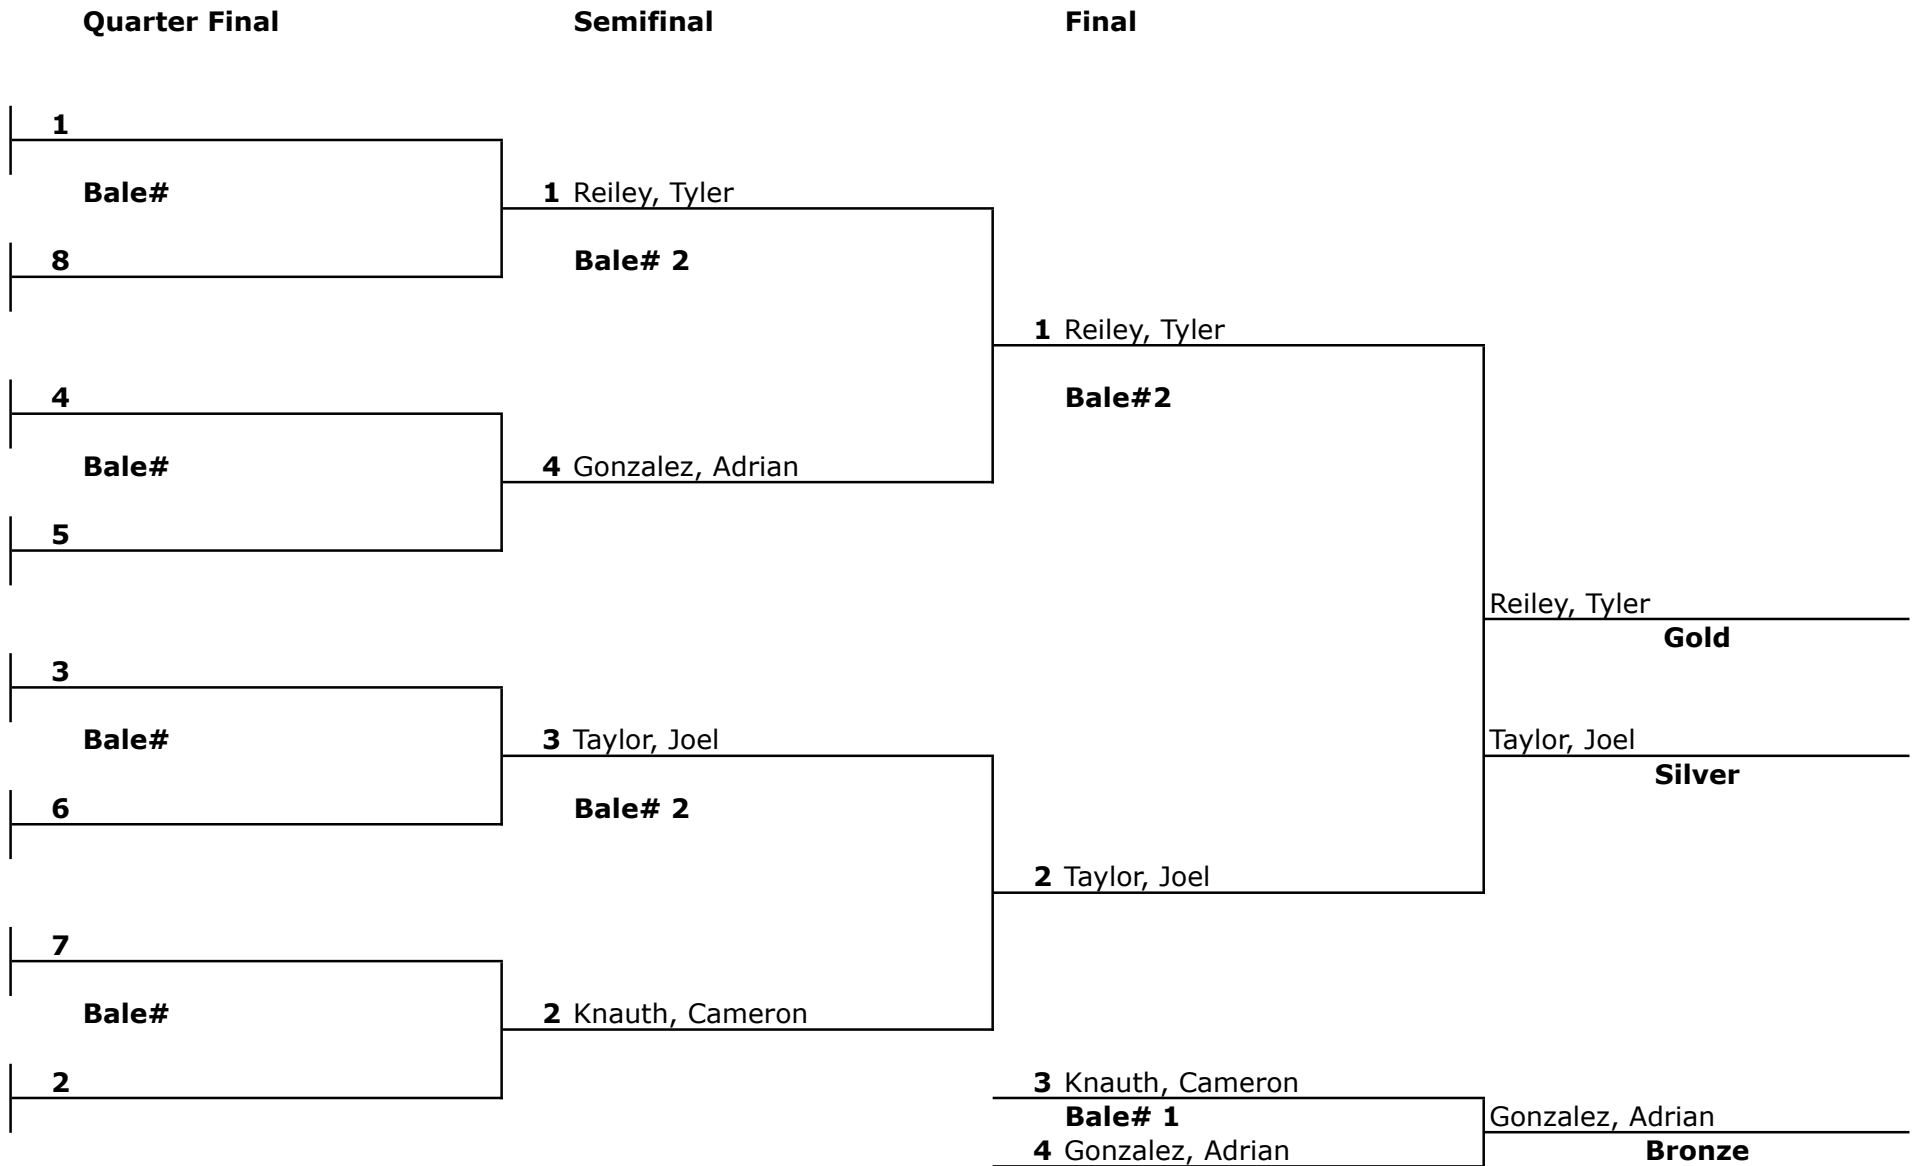 Quarter Final Semifinal Final
1
Bale# 1 Reiley, Tyler
8 Bale# 2
1 Reiley, Tyler
4 Bale#2
Bale# 4 Gonzalez, Adrian
5
Reiley, Tyler
Gold
3
Bale# 3 Taylor, Joel Taylor, Joel
Silver
6 Bale# 2
2 Taylor, Joel
7
Bale# 2 Knauth, Cameron
2 3 Knauth, Cameron
Bale# 1 Gonzalez, Adrian
4 Gonzalez, Adrian Bronze